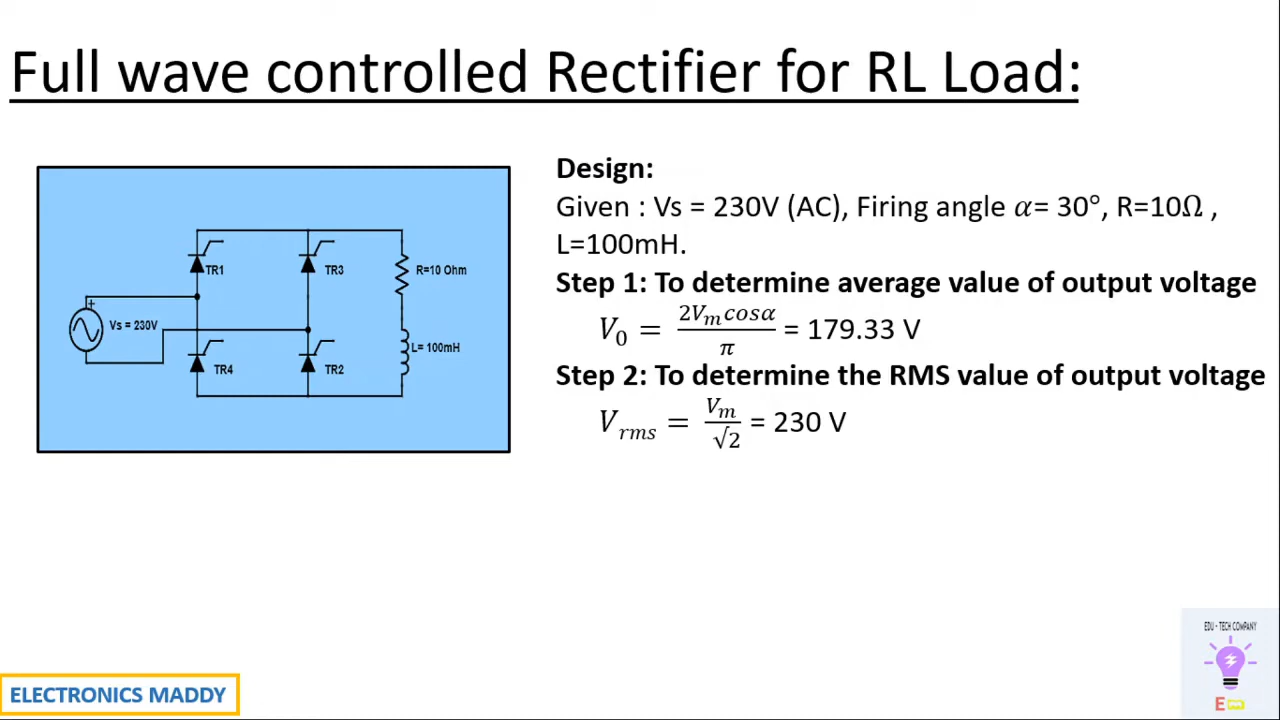 Full wave controlled Rectifier for RL Load:
TR1
TR3
R=10 Ohm
+
Vs = 230V
L= 100mH
TR4
TR2
Design:
Given : Vs = 230V (AC), Firing angle 𝛼= 30°, R=10Ω ,
L=100mH.
Step 1: To determine average value of output voltage
𝑉₀ = 2𝑉ₘ𝑐𝑜𝑠𝛼/𝜋 = 179.33 V
Step 2: To determine the RMS value of output voltage
𝑉ᵣₘₛ = 𝑉ₘ/√2 = 230 V
EDU - TECH COMPANY
Em
ELECTRONICS MADDY